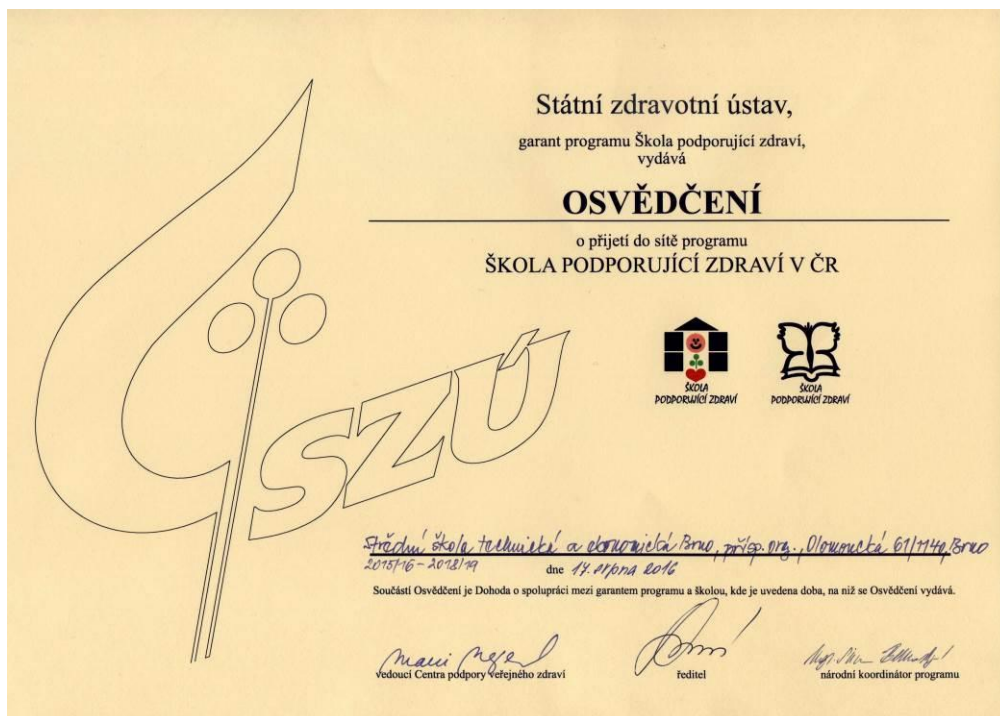 Státní zdravotní ústav,
garant programu Škola podporující zdraví,
vydává
OSVĚDČENÍ
o přijetí do sítě programu
ŠKOLA PODPORUJÍCÍ ZDRAVÍ V ČR
ŠKOLA
PODPORUJÍCÍ ZDRAVÍ
ŠKOLA
PODPORUJÍCÍ ZDRAVÍ
SZÚ
Střední škola technická a ekonomická Brno, přísp. org., Olomoucká 61/1140, Brno
2015/16 - 2018/19 dne 17. srpna 2016
Součástí Osvědčení je Dohoda o spolupráci mezi garantem programu a školou, kde je uvedena doba, na niž se Osvědčení vydává.
vedoucí Centra podpory veřejného zdraví
ředitel
národní koordinátor programu